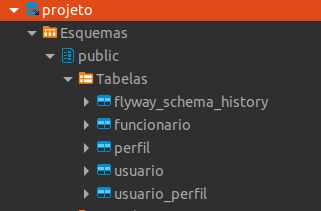 projeto
Esquemas
public
Tabelas
flyway_schema_history
funcionario
perfil
usuario
usuario_perfil